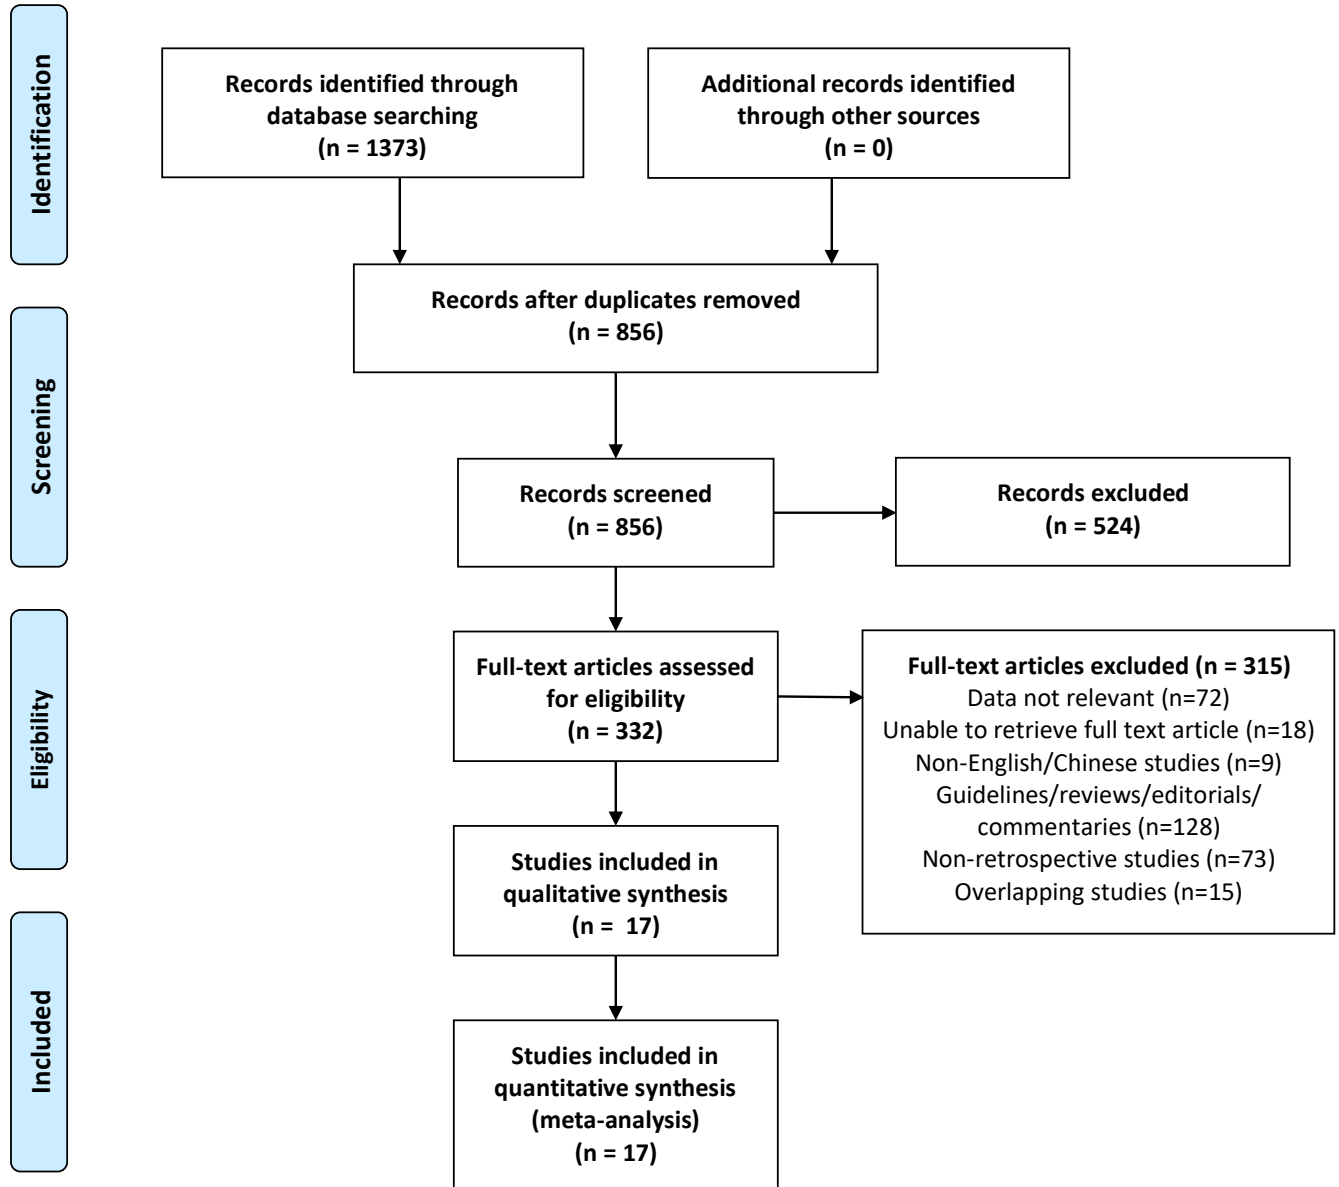 Identification
Records identified through
database searching
(n = 1373)
Additional records identified
through other sources
(n = 0)
Records after duplicates removed
(n = 856)
Screening
Records screened
(n = 856)
Records excluded
(n = 524)
Eligibility
Full-text articles assessed
for eligibility
(n = 332)
Full-text articles excluded (n = 315)
Data not relevant (n=72)
Unable to retrieve full text article (n=18)
Non-English/Chinese studies (n=9)
Guidelines/reviews/editorials/
commentaries (n=128)
Non-retrospective studies (n=73)
Overlapping studies (n=15)
Studies included in
qualitative synthesis
(n =  17)
Included
Studies included in
quantitative synthesis
(meta-analysis)
(n = 17)